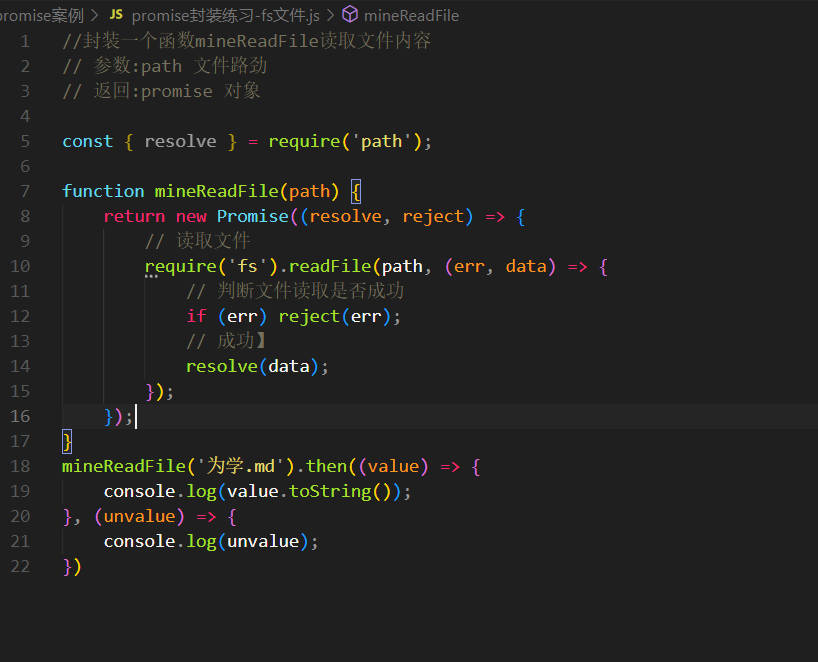 promise案例 > JS promise封装练习-fs文件.js > mineReadFile
1 //封装一个函数mineReadFile读取文件内容
2 // 参数:path 文件路劲
3 // 返回:promise 对象
4
5 const { resolve } = require('path');
6
7 function mineReadFile(path) {
8 return new Promise((resolve, reject) => {
9 // 读取文件
10 require('fs').readFile(path, (err, data) => {
11 // 判断文件读取是否成功
12 if (err) reject(err);
13 // 成功】
14 resolve(data);
15 });
16 });
17 }
18 mineReadFile('为学.md').then((value) => {
19 console.log(value.toString());
20 }, (unvalue) => {
21 console.log(unvalue);
22 })